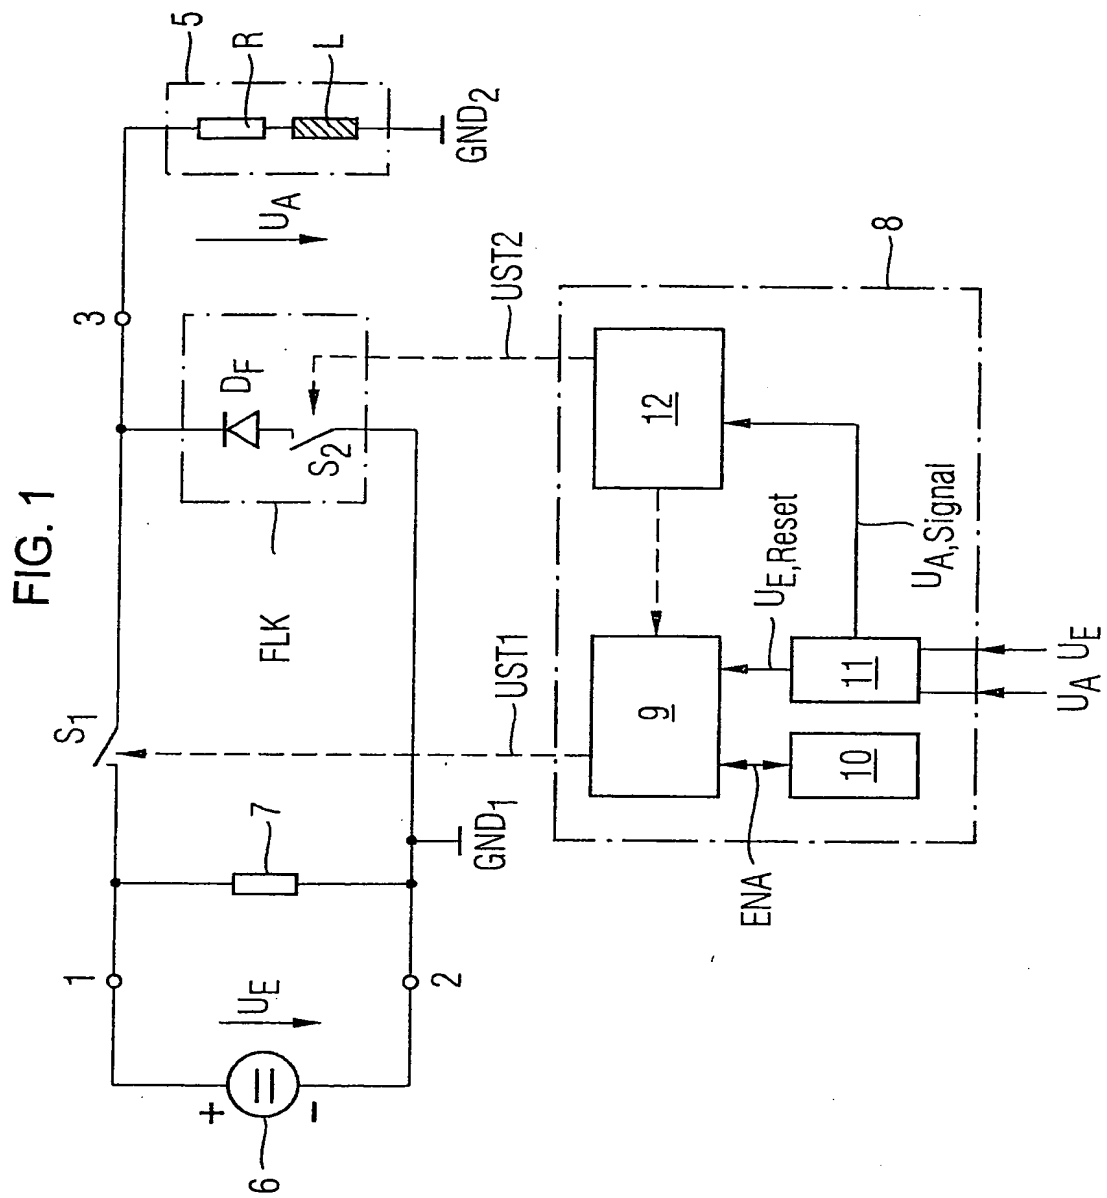 FIG. 1
1
S1
3
5
R
L
6
+
-
UE
7
FLK
DF
S2
UA
GND2
2
GND1
UST1
UST2
8
9
12
ENA
10
11
UE,Reset
UA,Signal
UA
UE